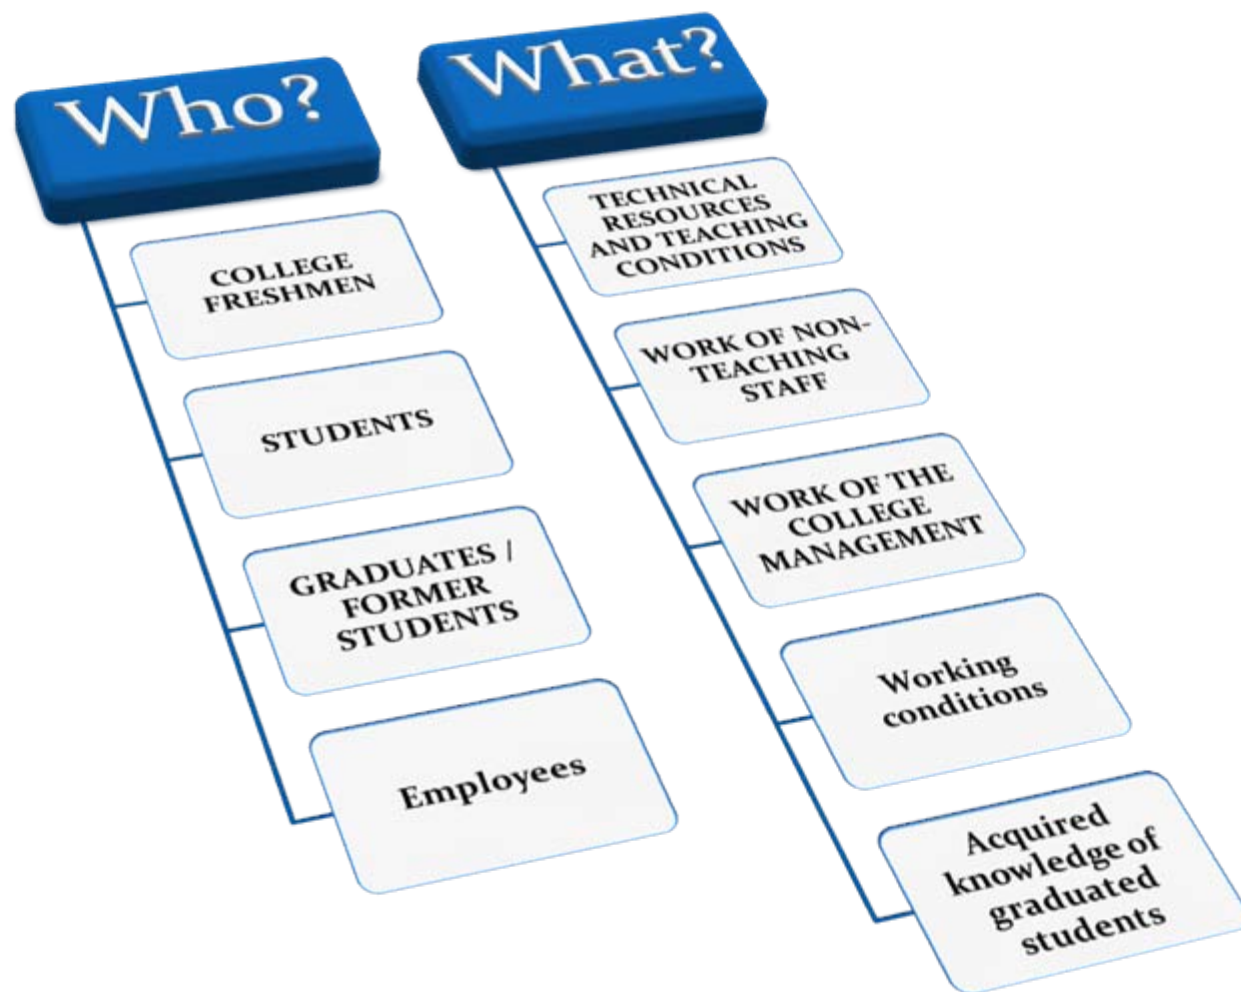 Who?
COLLEGE
FRESHMEN
STUDENTS
GRADUATES /
FORMER
STUDENTS
Employees
What?
TECHNICAL
RESOURCES
AND TEACHING
CONDITIONS
WORK OF NON-
TEACHING
STAFF
WORK OF THE
COLLEGE
MANAGEMENT
Working
conditions
Acquired
knowledge of
graduated
students